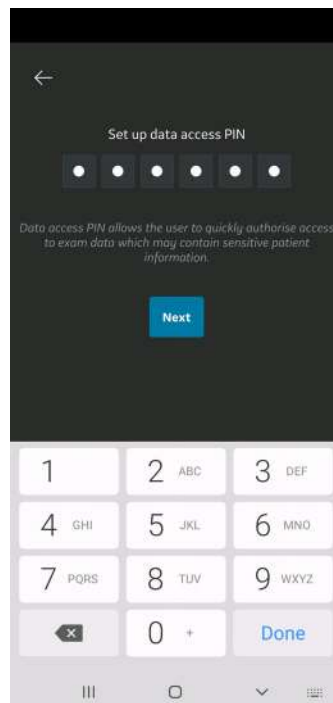 Set up data access PIN
Data access PIN allows the user to quickly authorise access
to exam data which may contain sensitive patient
information.
Next
1
2 ABC
3 DEF
4 GHI
5 JKL
6 MNO
7 PQRS
8 TUV
9 WXYZ
0 +
Done